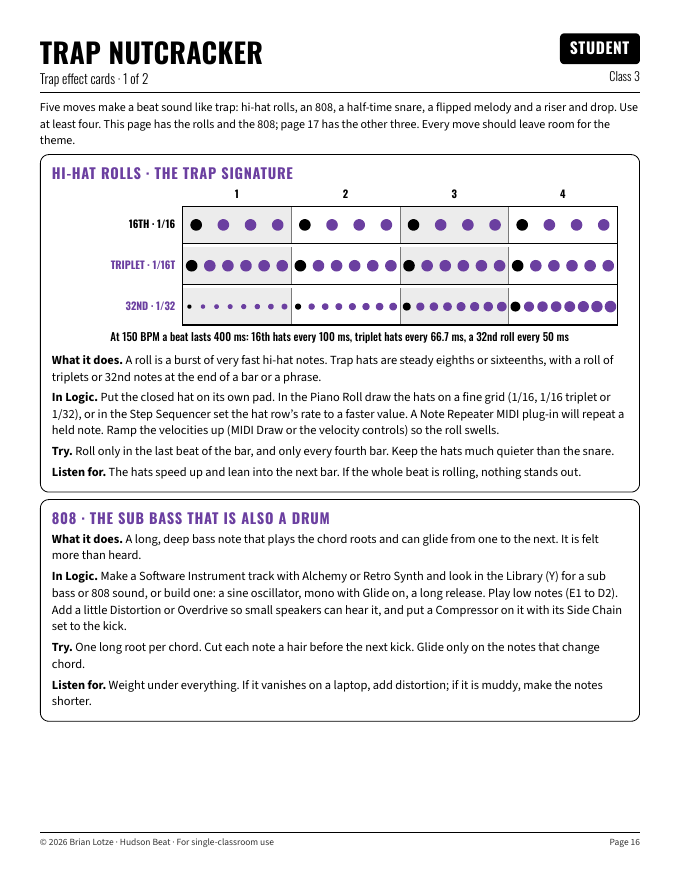 TRAP NUTCRACKER
STUDENT
Trap effect cards · 1 of 2
Class 3
Five moves make a beat sound like trap: hi-hat rolls, an 808, a half-time snare, a flipped melody and a riser and drop. Use
at least four. This page has the rolls and the 808; page 17 has the other three. Every move should leave room for the
theme.
HI-HAT ROLLS · THE TRAP SIGNATURE
1 2 3 4
16TH · 1/16
TRIPLET · 1/16T
32ND · 1/32
At 150 BPM a beat lasts 400 ms: 16th hats every 100 ms, triplet hats every 66.7 ms, a 32nd roll every 50 ms
What it does. A roll is a burst of very fast hi-hat notes. Trap hats are steady eighths or sixteenths, with a roll of
triplets or 32nd notes at the end of a bar or a phrase.
In Logic. Put the closed hat on its own pad. In the Piano Roll draw the hats on a fine grid (1/16, 1/16 triplet or
1/32), or in the Step Sequencer set the hat row’s rate to a faster value. A Note Repeater MIDI plug-in will repeat a
held note. Ramp the velocities up (MIDI Draw or the velocity controls) so the roll swells.
Try. Roll only in the last beat of the bar, and only every fourth bar. Keep the hats much quieter than the snare.
Listen for. The hats speed up and lean into the next bar. If the whole beat is rolling, nothing stands out.
808 · THE SUB BASS THAT IS ALSO A DRUM
What it does. A long, deep bass note that plays the chord roots and can glide from one to the next. It is felt
more than heard.
In Logic. Make a Software Instrument track with Alchemy or Retro Synth and look in the Library (Y) for a sub
bass or 808 sound, or build one: a sine oscillator, mono with Glide on, a long release. Play low notes (E1 to D2).
Add a little Distortion or Overdrive so small speakers can hear it, and put a Compressor on it with its Side Chain
set to the kick.
Try. One long root per chord. Cut each note a hair before the next kick. Glide only on the notes that change
chord.
Listen for. Weight under everything. If it vanishes on a laptop, add distortion; if it is muddy, make the notes
shorter.
© 2026 Brian Lotze · Hudson Beat · For single-classroom use
Page 16